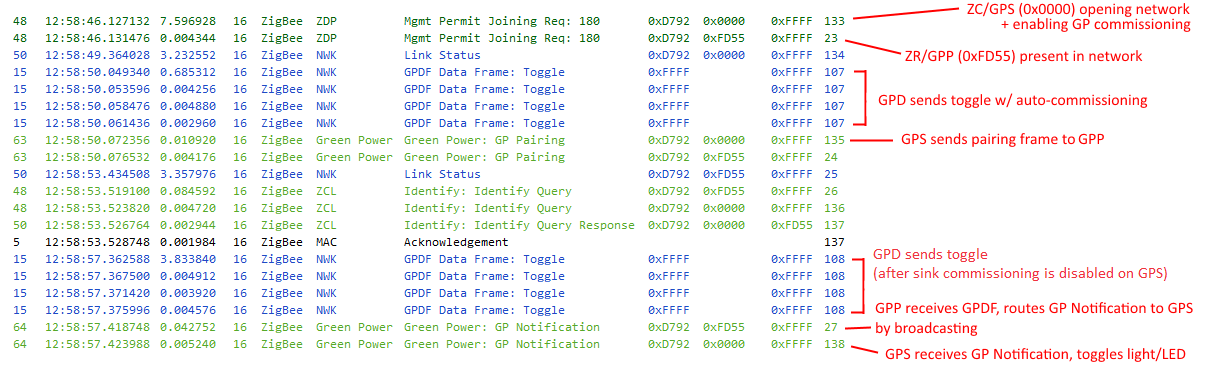 48 12:58:46.127132 7.596928 16 ZigBee ZDP Mgmt Permit Joining Req: 180 0xD792 0x0000 0xFFFF 133 ZC/GPS (0x0000) opening network
+ enabling GP commissioning
48 12:58:46.131476 0.004344 16 ZigBee ZDP Mgmt Permit Joining Req: 180 0xD792 0xFD55 0xFFFF 23 ZR/GPP (0xFD55) present in network
50 12:58:49.364028 3.232552 16 ZigBee NWK Link Status 0xD792 0x0000 0xFFFF 134
15 12:58:50.049340 0.685312 16 ZigBee NWK GPDF Data Frame: Toggle 0xFFFF 0xFFFF 107
15 12:58:50.053596 0.004256 16 ZigBee NWK GPDF Data Frame: Toggle 0xFFFF 0xFFFF 107
GPD sends toggle w/ auto-commissioning
15 12:58:50.058476 0.004880 16 ZigBee NWK GPDF Data Frame: Toggle 0xFFFF 0xFFFF 107
15 12:58:50.061436 0.002960 16 ZigBee NWK GPDF Data Frame: Toggle 0xFFFF 0xFFFF 107
63 12:58:50.072356 0.010920 16 ZigBee Green Power Green Power: GP Pairing 0xD792 0x0000 0xFFFF 135 GPS sends pairing frame to GPP
63 12:58:50.076532 0.004176 16 ZigBee Green Power Green Power: GP Pairing 0xD792 0xFD55 0xFFFF 24
50 12:58:53.434508 3.357976 16 ZigBee NWK Link Status 0xD792 0xFD55 0xFFFF 25
48 12:58:53.519100 0.084592 16 ZigBee ZCL Identify: Identify Query 0xD792 0xFD55 0xFFFF 26
48 12:58:53.523820 0.004720 16 ZigBee ZCL Identify: Identify Query 0xD792 0x0000 0xFFFF 136
50 12:58:53.526764 0.002944 16 ZigBee ZCL Identify: Identify Query Response 0xD792 0x0000 0xFD55 137
5 12:58:53.528748 0.001984 16 ZigBee MAC Acknowledgement 137
15 12:58:57.362588 3.833840 16 ZigBee NWK GPDF Data Frame: Toggle 0xFFFF 0xFFFF 108 GPD sends toggle
15 12:58:57.367500 0.004912 16 ZigBee NWK GPDF Data Frame: Toggle 0xFFFF 0xFFFF 108 (after sink commissioning is disabled on GPS)
15 12:58:57.371420 0.003920 16 ZigBee NWK GPDF Data Frame: Toggle 0xFFFF 0xFFFF 108
15 12:58:57.375996 0.004576 16 ZigBee NWK GPDF Data Frame: Toggle 0xFFFF 0xFFFF 108 GPP receives GPDF, routes GP Notification to GPS
64 12:58:57.418748 0.042752 16 ZigBee Green Power Green Power: GP Notification 0xD792 0xFD55 0xFFFF 27 by broadcasting
64 12:58:57.423988 0.005240 16 ZigBee Green Power Green Power: GP Notification 0xD792 0x0000 0xFFFF 138 GPS receives GP Notification, toggles light/LED